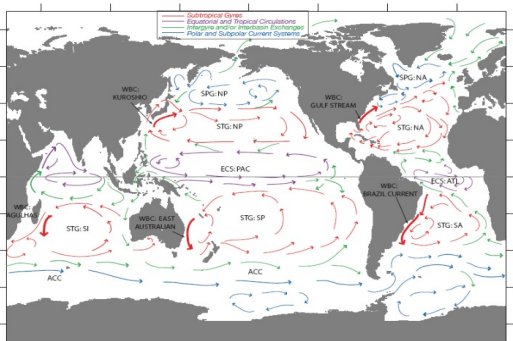 Subtropical Gyres
Equatorial and Tropical Circulations
Intergyre and/or Interbasin Exchanges
Polar and Subpolar Current Systems
WBC:
KUROSHIO
SPG: NP
STG: NP
WBC:
GULF STREAM
SPG: NA
STG: NA
ECS:PAC
ECS: ATL
WBC:
AGULHAS
STG: SI
WBC: EAST
AUSTRALIAN
STG: SP
WBC:
BRAZIL CURRENT
STG: SA
ACC
ACC